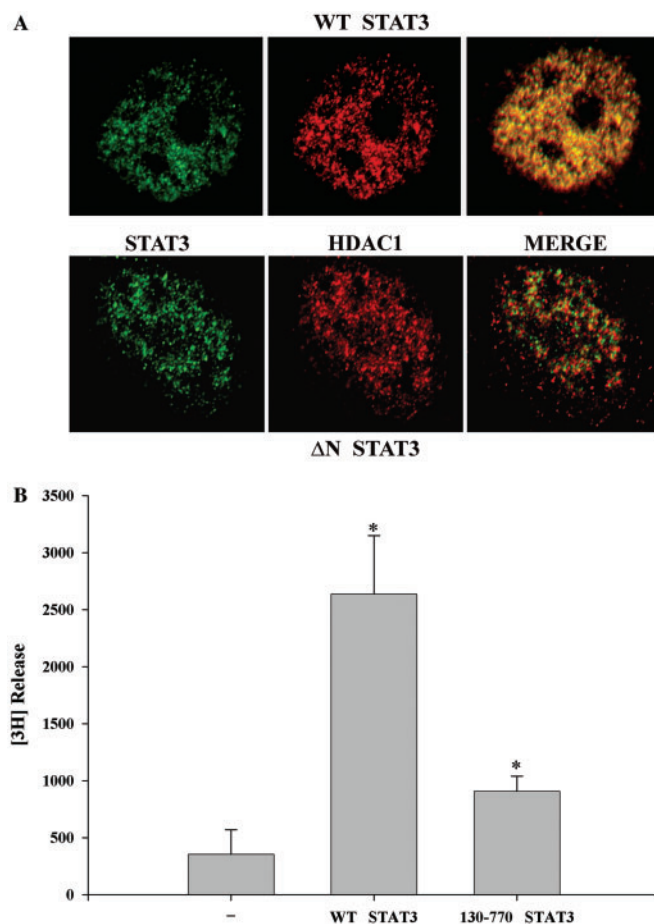 A
WT STAT3
STAT3 HDAC1 MERGE
ΔN STAT3
B
3500
3000
2500
2000
1500
1000
500
0
[3H] Release
*
*
– WT STAT3 130-770 STAT3